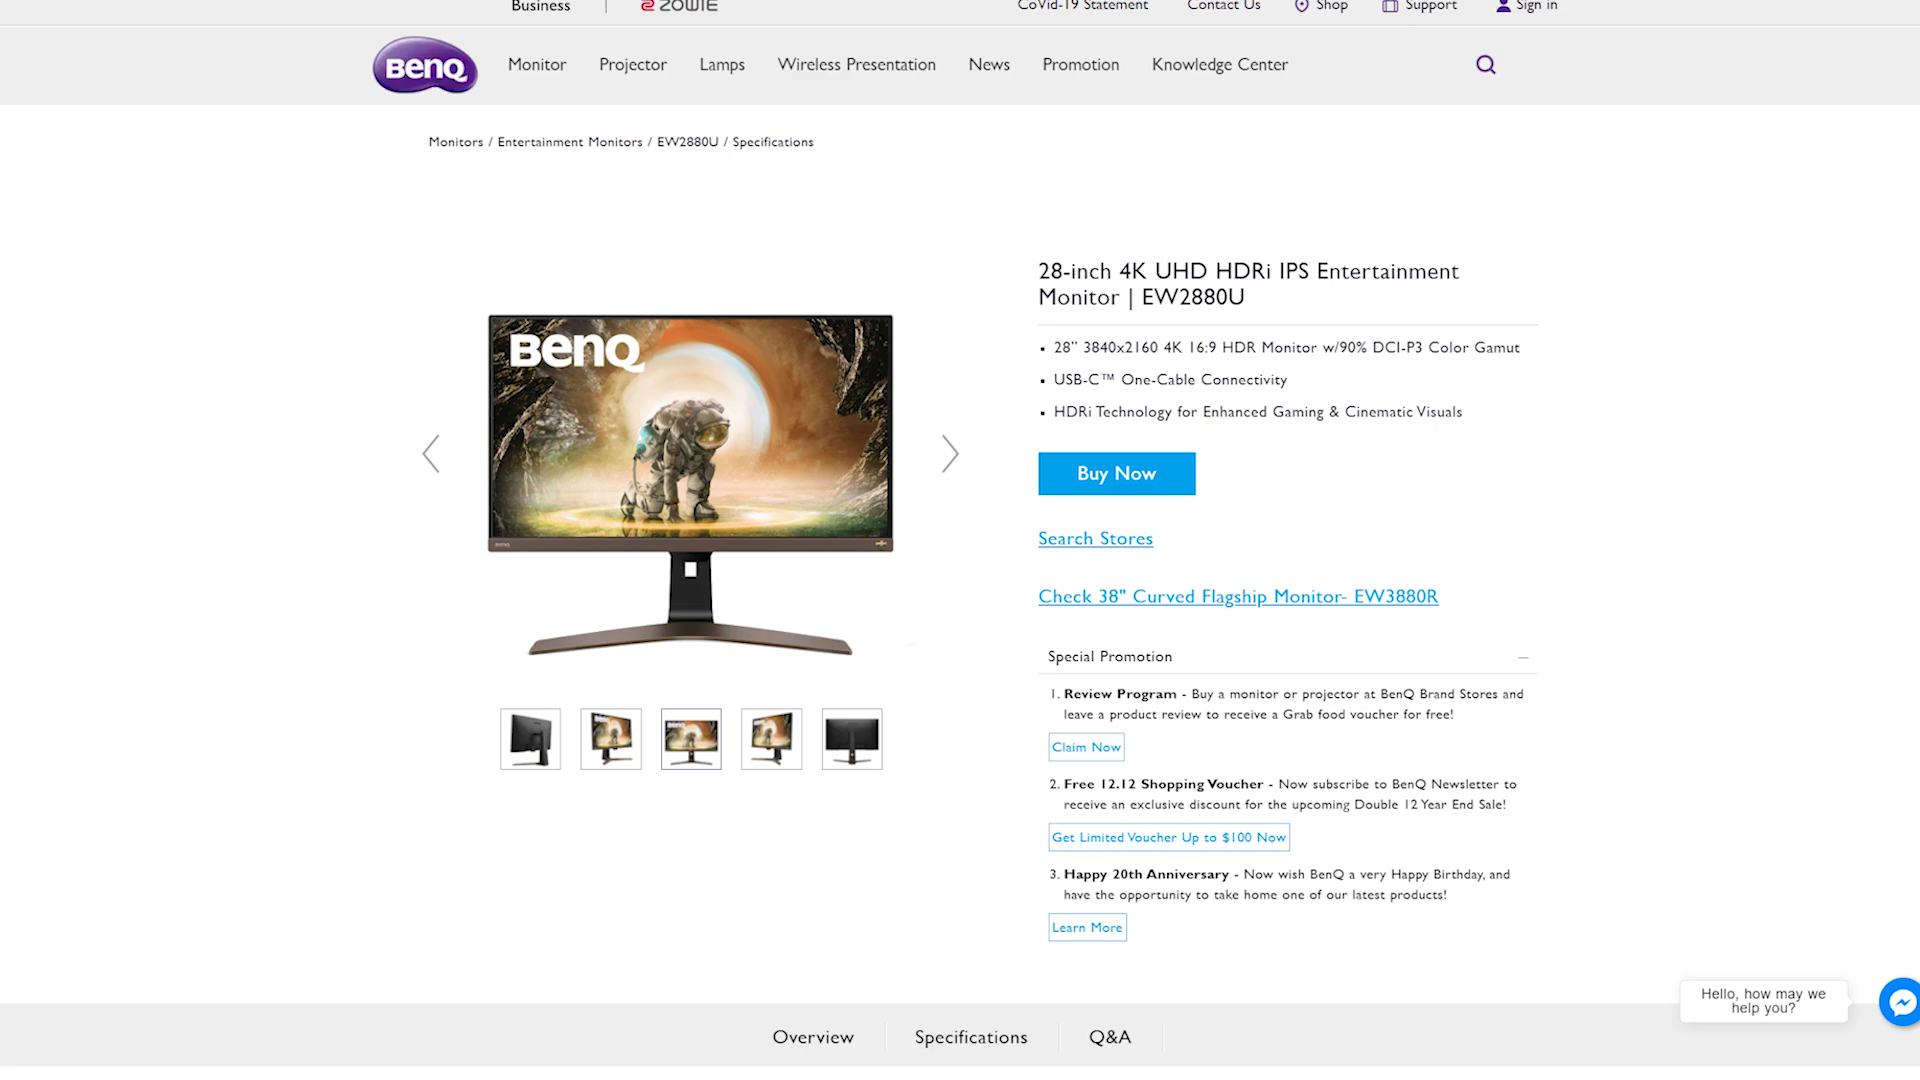 Business
ZOWIE
CoVid-19 Statement
Contact Us
Shop
Support
Sign in
BenQ
Monitor
Projector
Lamps
Wireless Presentation
News
Promotion
Knowledge Center
Monitors / Entertainment Monitors / EW2880U / Specifications
28-inch 4K UHD HDRi IPS Entertainment
Monitor | EW2880U
BenQ
▪ 28” 3840x2160 4K 16:9 HDR Monitor w/90% DCI-P3 Color Gamut
▪ USB-C™ One-Cable Connectivity
▪ HDRi Technology for Enhanced Gaming & Cinematic Visuals
Buy Now
Search Stores
BenQ
Check 38" Curved Flagship Monitor- EW3880R
Special Promotion
1. Review Program - Buy a monitor or projector at BenQ Brand Stores and
leave a product review to receive a Grab food voucher for free!
Claim Now
2. Free 12.12 Shopping Voucher - Now subscribe to BenQ Newsletter to
receive an exclusive discount for the upcoming Double 12 Year End Sale!
Get Limited Voucher Up to $100 Now
3. Happy 20th Anniversary - Now wish BenQ a very Happy Birthday, and
have the opportunity to take home one of our latest products!
Learn More
Hello, how may we
help you?
Overview
Specifications
Q&A